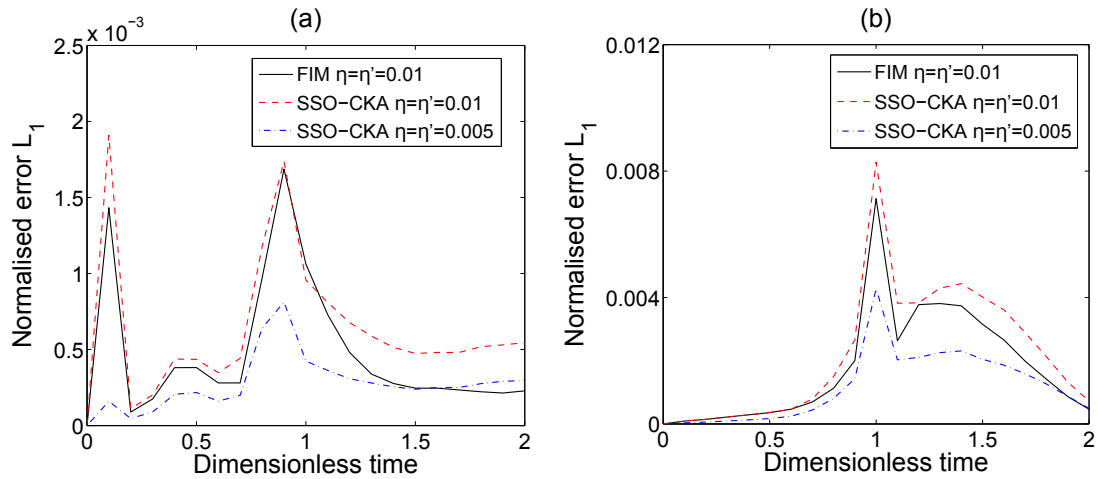 (a)
x 10⁻³
2.5
2
1.5
1
0.5
0
0
0.5
1
1.5
2
Normalised error L₁
Dimensionless time
FIM η=η'=0.01
SSO−CKA η=η'=0.01
SSO−CKA η=η'=0.005
(b)
0.012
0.008
0.004
0
0
0.5
1
1.5
2
Normalised error L₁
Dimensionless time
FIM η=η'=0.01
SSO−CKA η=η'=0.01
SSO−CKA η=η'=0.005